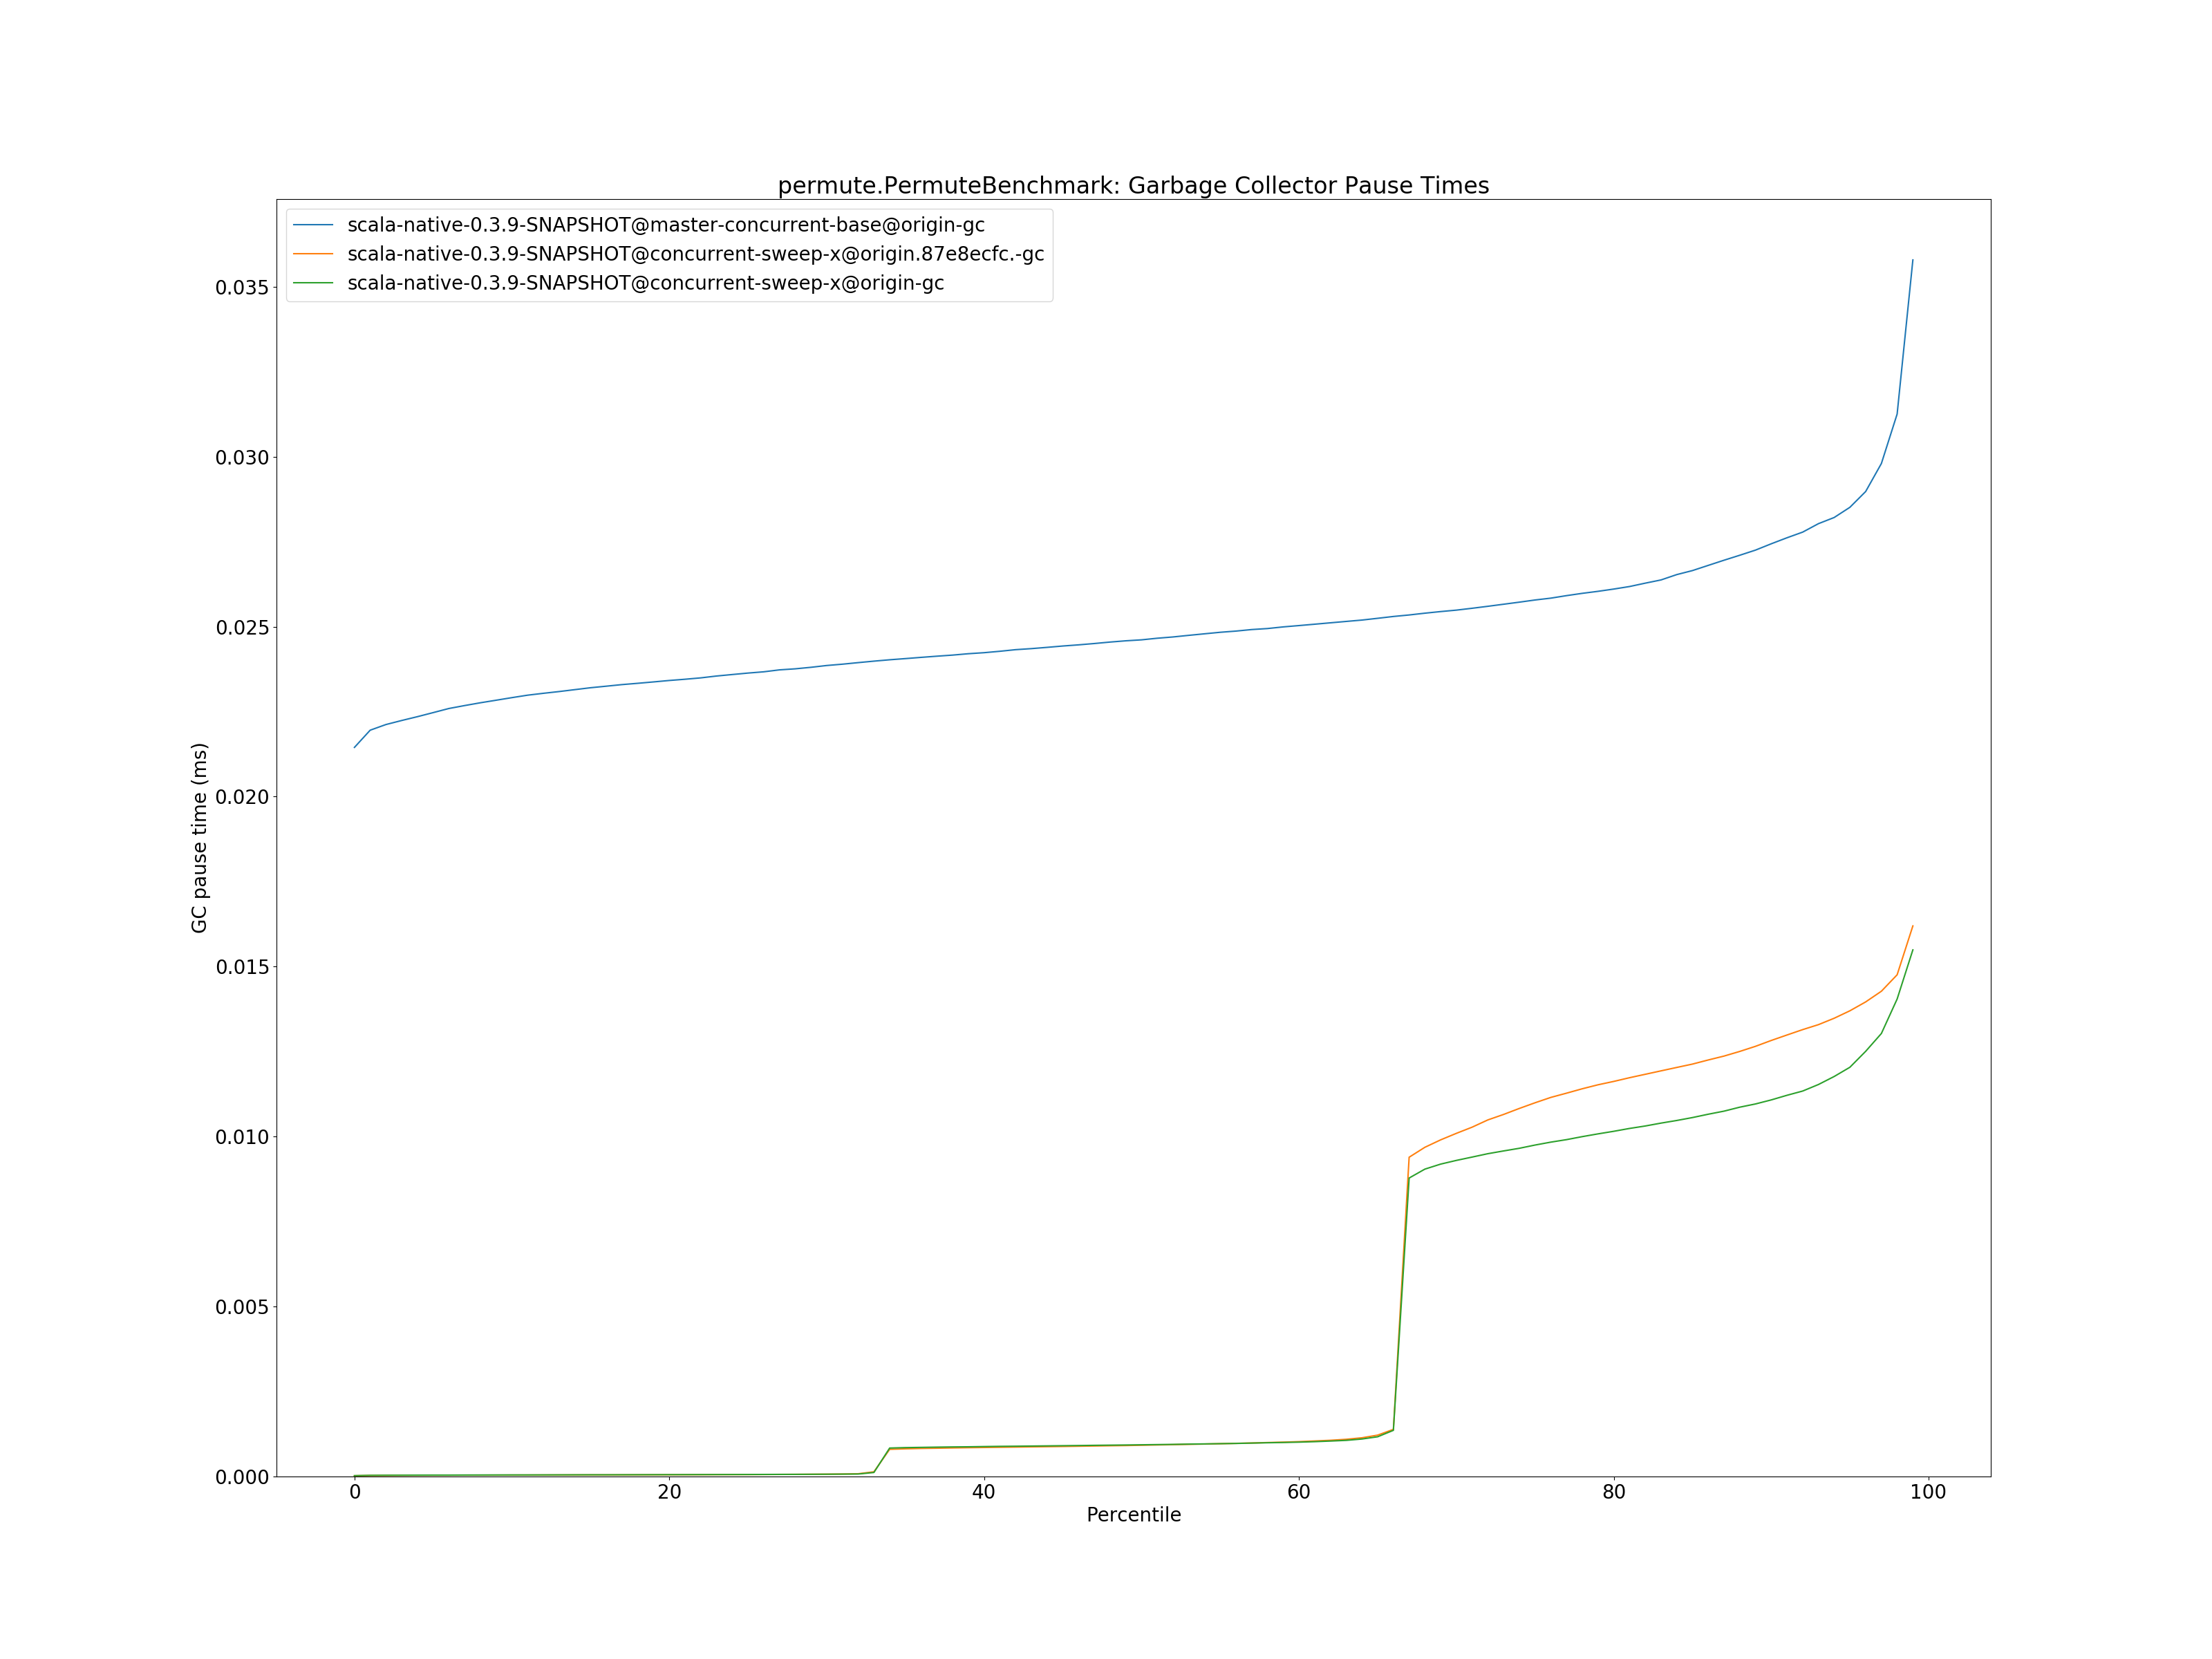 permute.PermuteBenchmark: Garbage Collector Pause Times
scala-native-0.3.9-SNAPSHOT@master-concurrent-base@origin-gc
scala-native-0.3.9-SNAPSHOT@concurrent-sweep-x@origin.87e8ecfc.-gc
scala-native-0.3.9-SNAPSHOT@concurrent-sweep-x@origin-gc
GC pause time (ms)
0.035
0.030
0.025
0.020
0.015
0.010
0.005
0.000
0 20 40 60 80 100
Percentile